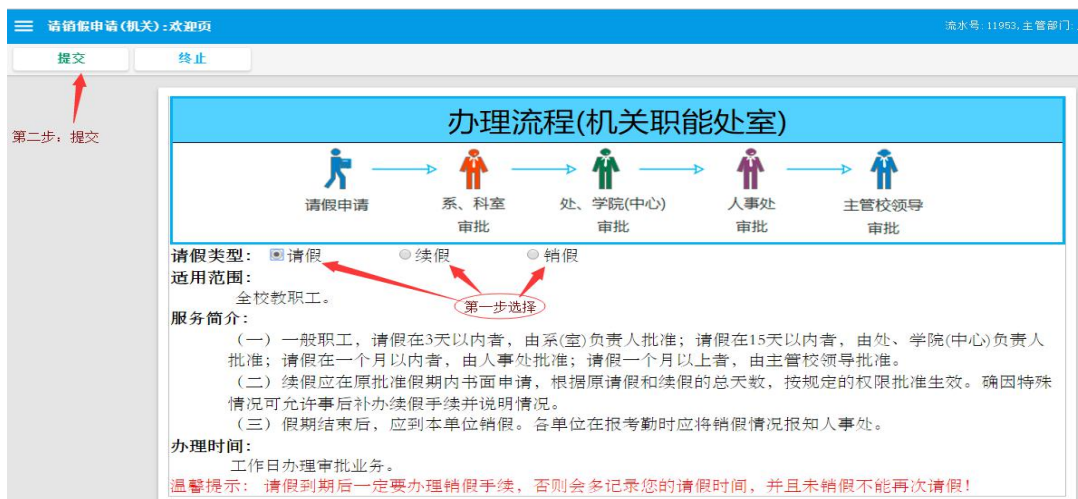 请销假申请(机关):欢迎页
流水号:11953,主管部门:
提交
终止
第二步：提交
办理流程(机关职能处室)
请假申请
系、科室
审批
处、学院(中心)
审批
人事处
审批
主管校领导
审批
请假类型： 请假 续假 销假
适用范围：
全校教职工。
第一步选择
服务简介：
（一）一般职工，请假在3天以内者，由系(室)负责人批准；请假在15天以内者，由处、学院(中心)负责人
批准；请假在一个月以内者，由人事处批准；请假一个月以上者，由主管校领导批准。
（二）续假应在原批准假期内书面申请，根据原请假和续假的总天数，按规定的权限批准生效。确因特殊
情况可允许事后补办续假手续并说明情况。
（三）假期结束后，应到本单位销假。各单位在报考勤时应将销假情况报知人事处。
办理时间：
工作日办理审批业务。
温馨提示： 请假到期后一定要办理销假手续，否则会多记录您的请假时间，并且未销假不能再次请假！